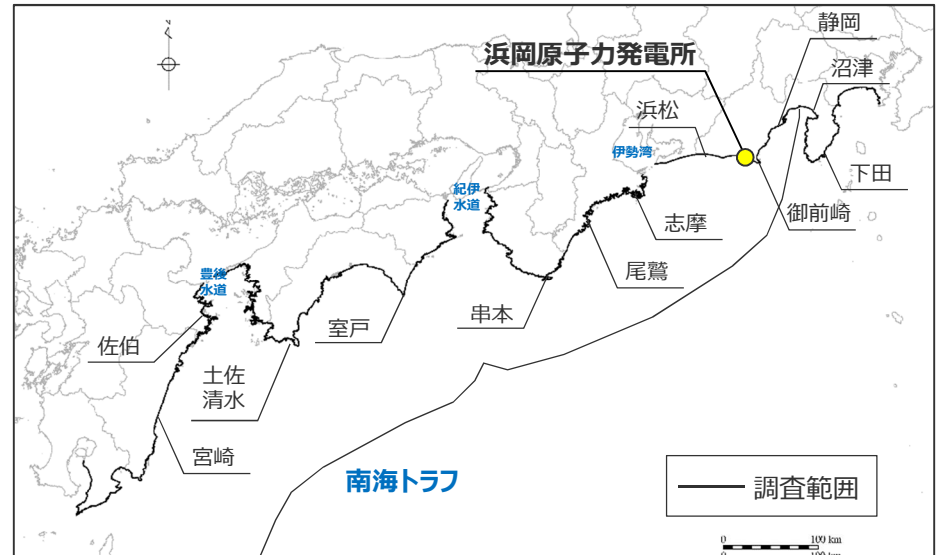 静岡
浜岡原子力発電所
沼津
浜松
伊勢湾
下田
紀伊
水道
志摩
御前崎
豊後
水道
尾鷲
串本
室戸
佐伯
土佐
清水
宮崎
南海トラフ
調査範囲
0 100 km
0 100 km